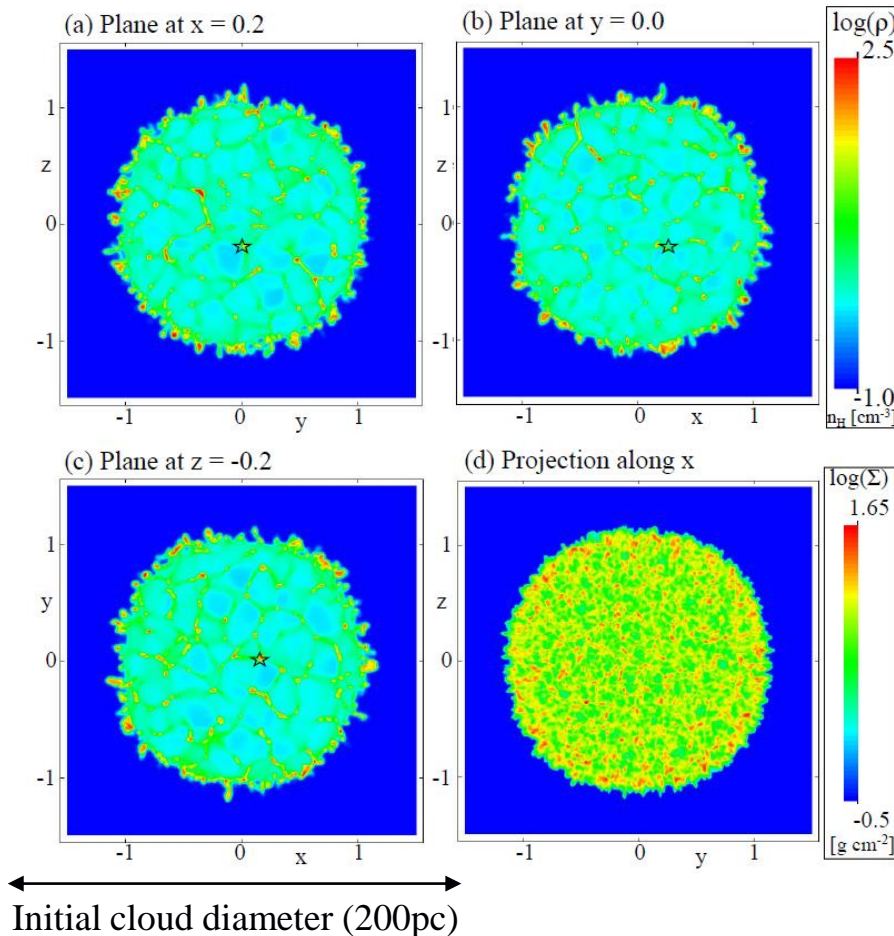 (a) Plane at x = 0.2
(b) Plane at y = 0.0
log(ρ)
2.5
1
z
0
-1
-1
0
1
y
1
z
0
-1
-1
0
1
x
-1.0
n_H [cm⁻³]
(c) Plane at z = -0.2
(d) Projection along x
log(Σ)
1.65
1
y
0
-1
-1
0
1
x
1
z
0
-1
-1
0
1
y
-0.5
[g cm⁻²]
Initial cloud diameter (200pc)